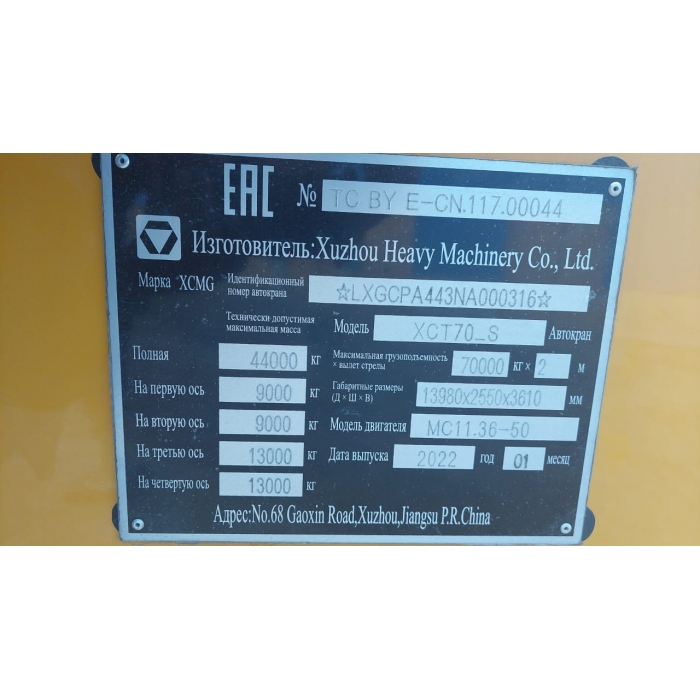 EAC № TC BY E-CN.117.00044
Изготовитель:Xuzhou Heavy Machinery Co., Ltd.
Марка XCMG Идентификационный номер автокрана ☆LXGCPA443NA000316☆
Технически допустимая максимальная масса
Модель XCT70_S Автокран
Полная 44000 кг
Максимальная грузоподъемность × вылет стрелы 70000 кг × 2 м
На первую ось 9000 кг
Габаритные размеры (Д × Ш × В) 13980x2550x3610 мм
На вторую ось 9000 кг
Модель двигателя MC11.36-50
На третью ось 13000 кг
Дата выпуска 2022 год 01 месяц
На четвертую ось 13000 кг
Адрес:No.68 Gaoxin Road,Xuzhou,Jiangsu P.R.China